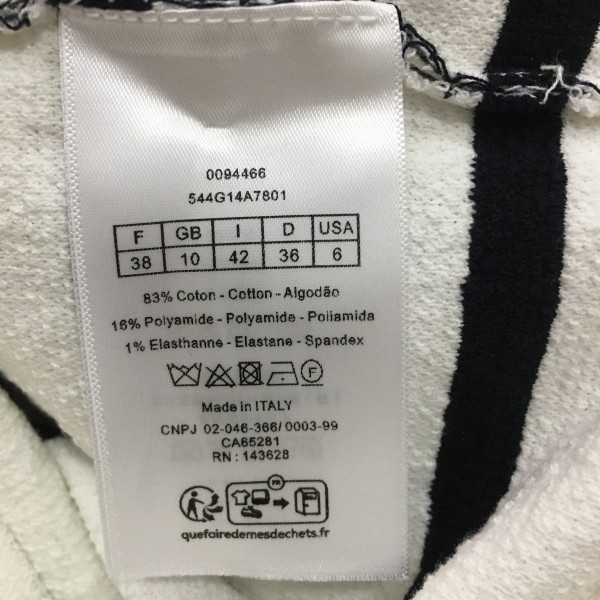 0094466
544G14A7801
F GB I D USA
38 10 42 36 6
83% Coton - Cotton - Algodão
16% Polyamide - Polyamide - Poliamida
1% Elasthanne - Elastane - Spandex
F
Made in ITALY
CNPJ 02-046-366/ 0003-99
CA65281
RN : 143628
FR
quefairedemesdechets.fr